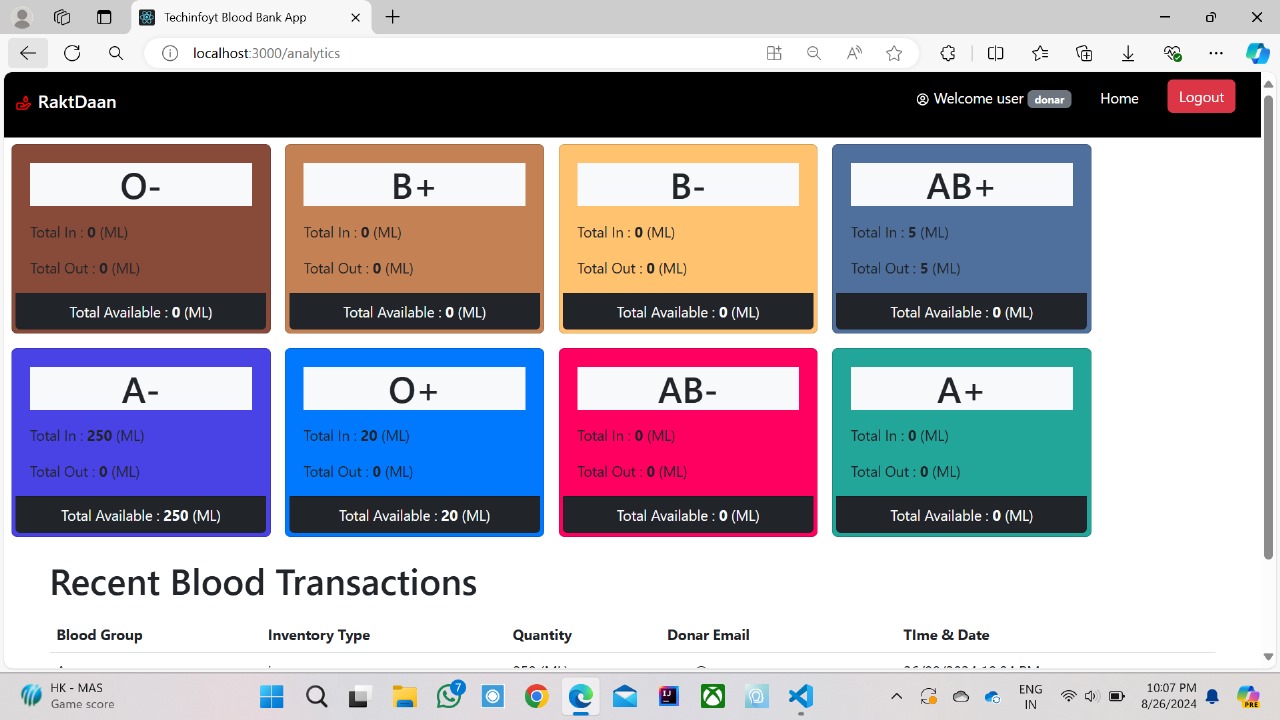 Techinfoyt Blood Bank App
localhost:3000/analytics
RaktDaan
Welcome user donar Home Logout
O- B+ B- AB+
Total In : 0 (ML) Total In : 0 (ML) Total In : 0 (ML) Total In : 5 (ML)
Total Out : 0 (ML) Total Out : 0 (ML) Total Out : 0 (ML) Total Out : 5 (ML)
Total Available : 0 (ML) Total Available : 0 (ML) Total Available : 0 (ML) Total Available : 0 (ML)
A- O+ AB- A+
Total In : 250 (ML) Total In : 20 (ML) Total In : 0 (ML) Total In : 0 (ML)
Total Out : 0 (ML) Total Out : 0 (ML) Total Out : 0 (ML) Total Out : 0 (ML)
Total Available : 250 (ML) Total Available : 20 (ML) Total Available : 0 (ML) Total Available : 0 (ML)
Recent Blood Transactions
Blood Group Inventory Type Quantity Donar Email TIme & Date
HK - MAS
Game score
7
PRE
ENG
IN
10:07 PM
8/26/2024